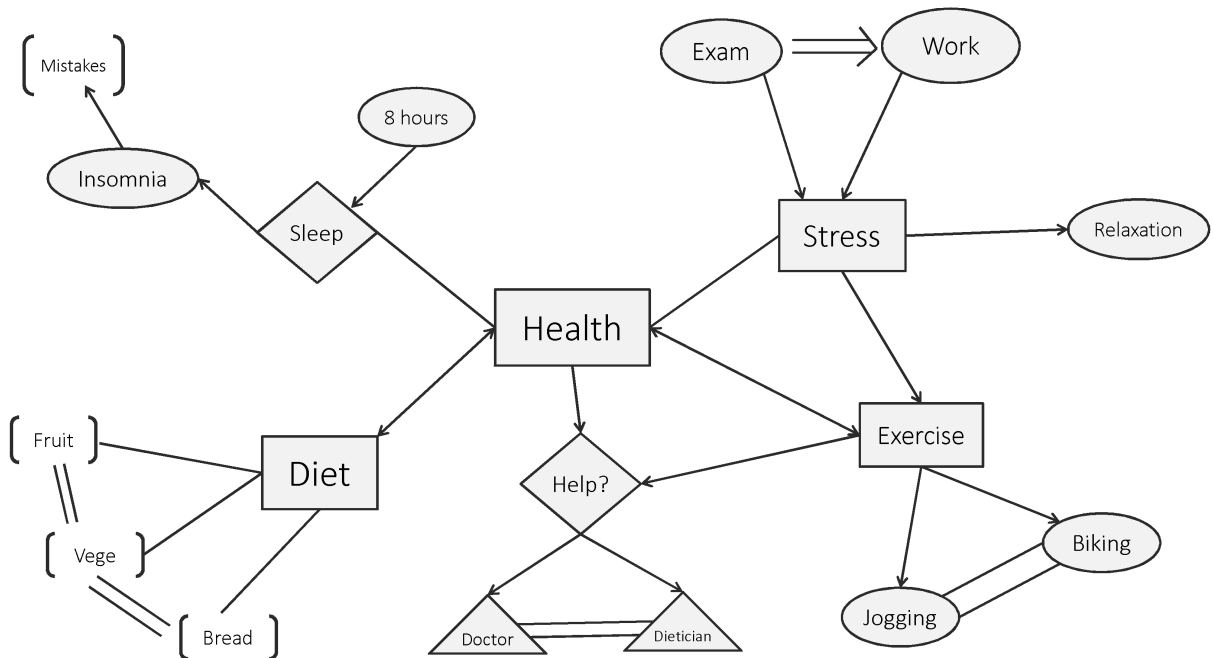 Exam
Work
Mistakes
8 hours
Insomnia
Sleep
Stress
Relaxation
Health
Fruit
Diet
Help?
Exercise
Vege
Biking
Bread
Doctor
Dietician
Jogging